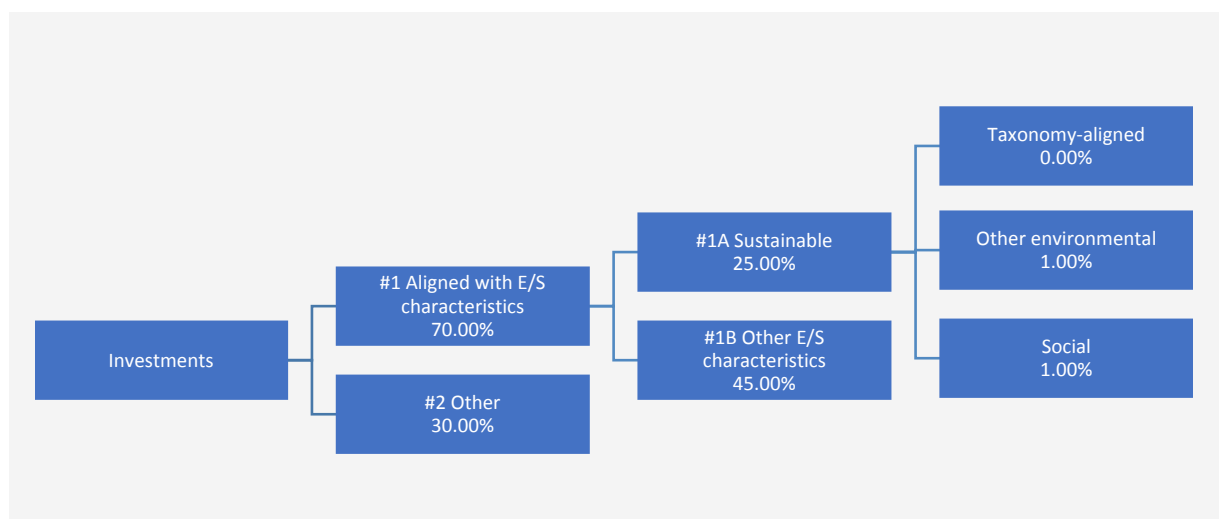 Investments
#1 Aligned with E/S
characteristics
70.00%
#2 Other
30.00%
#1A Sustainable
25.00%
#1B Other E/S
characteristics
45.00%
Taxonomy-aligned
0.00%
Other environmental
1.00%
Social
1.00%